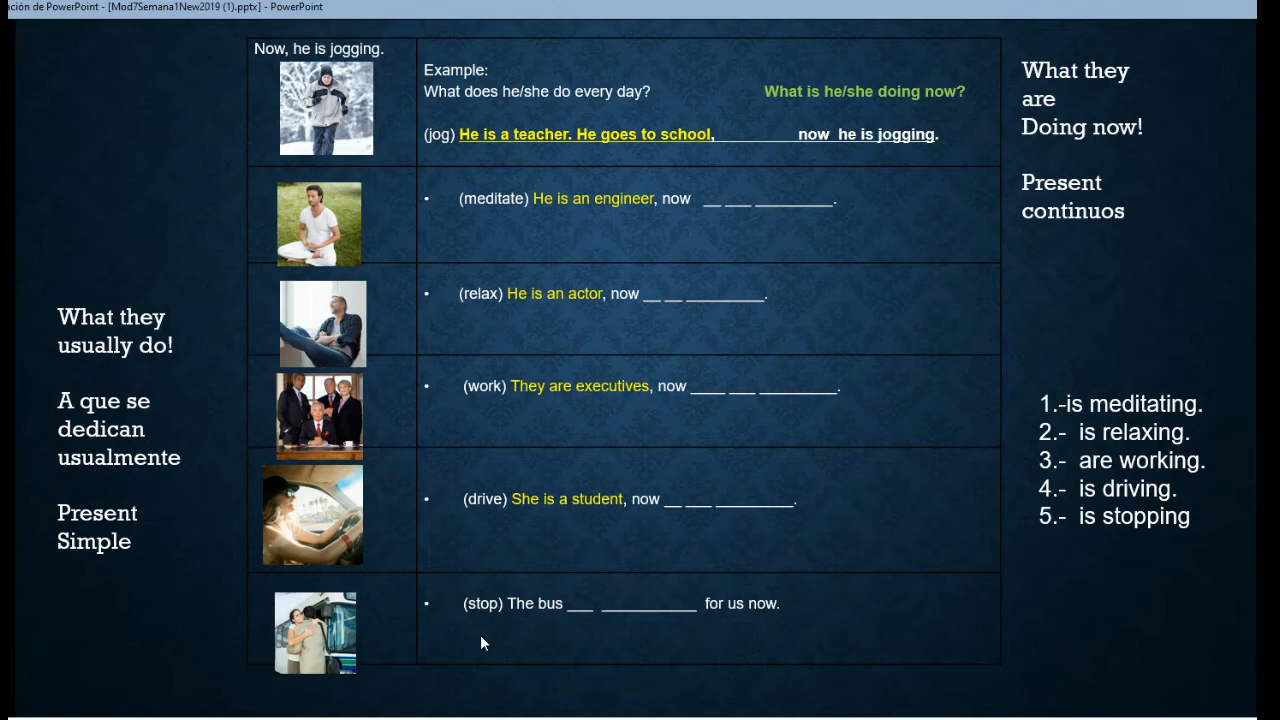 ación de PowerPoint - [Mod7Semana1New2019 (1).pptx] - PowerPoint
Now, he is jogging.
Example:
What does he/she do every day? What is he/she doing now?
(jog) He is a teacher. He goes to school, now he is jogging.
• (meditate) He is an engineer, now __ ___ _________.
• (relax) He is an actor, now __ __ _________.
• (work) They are executives, now ____ ___ _________.
• (drive) She is a student, now __ ___ _________.
• (stop) The bus ___ ___________ for us now.
What they
usually do!
A que se
dedican
usualmente
Present
Simple
What they
are
Doing now!
Present
continuos
1.-is meditating.
2.- is relaxing.
3.- are working.
4.- is driving.
5.- is stopping